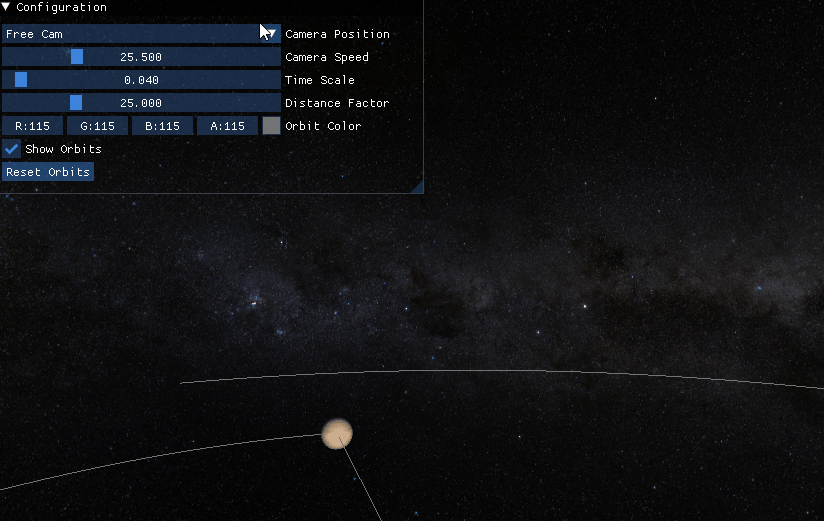 Configuration
Free Cam Camera Position
25.500 Camera Speed
0.040 Time Scale
25.000 Distance Factor
R:115 G:115 B:115 A:115 Orbit Color
Show Orbits
Reset Orbits